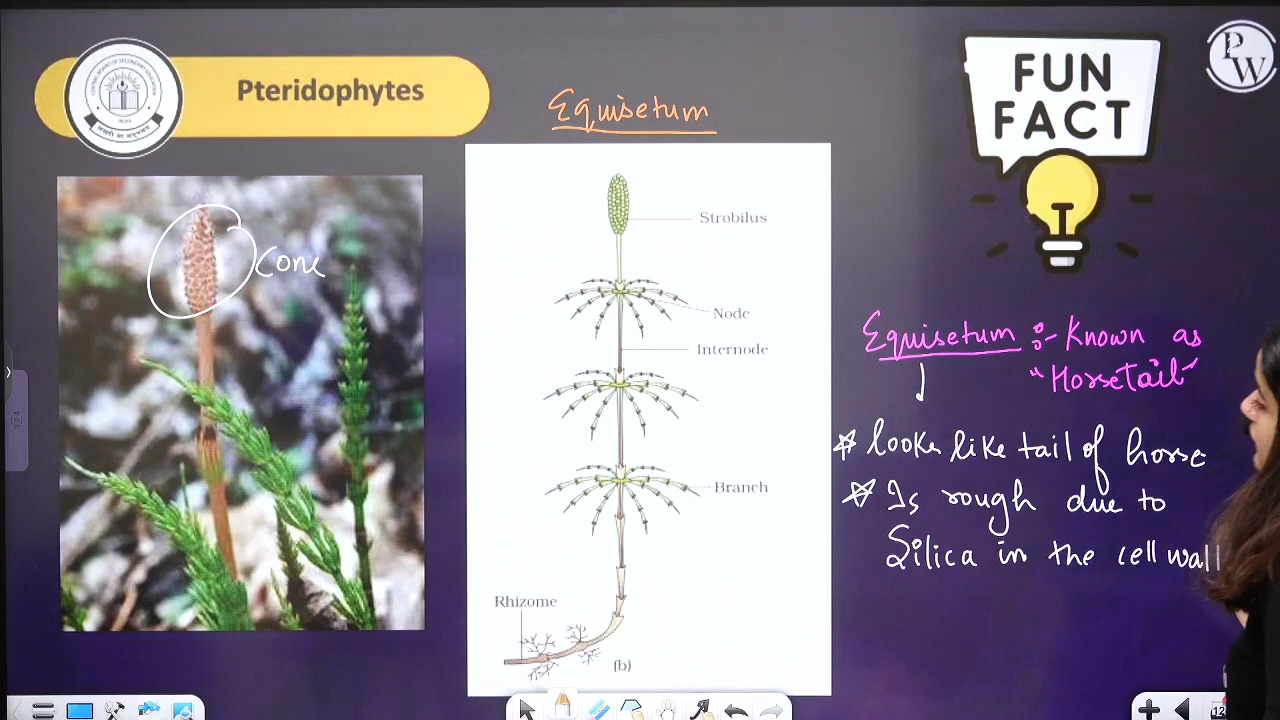 Pteridophytes
Equisetum
FUN
FACT
PW
Cone
Strobilus
Node
Internode
Branch
Rhizome
(b)
Equisetum :- Known as
"Horsetail"
looks like tail of horse
Is rough due to
Silica in the cell wall